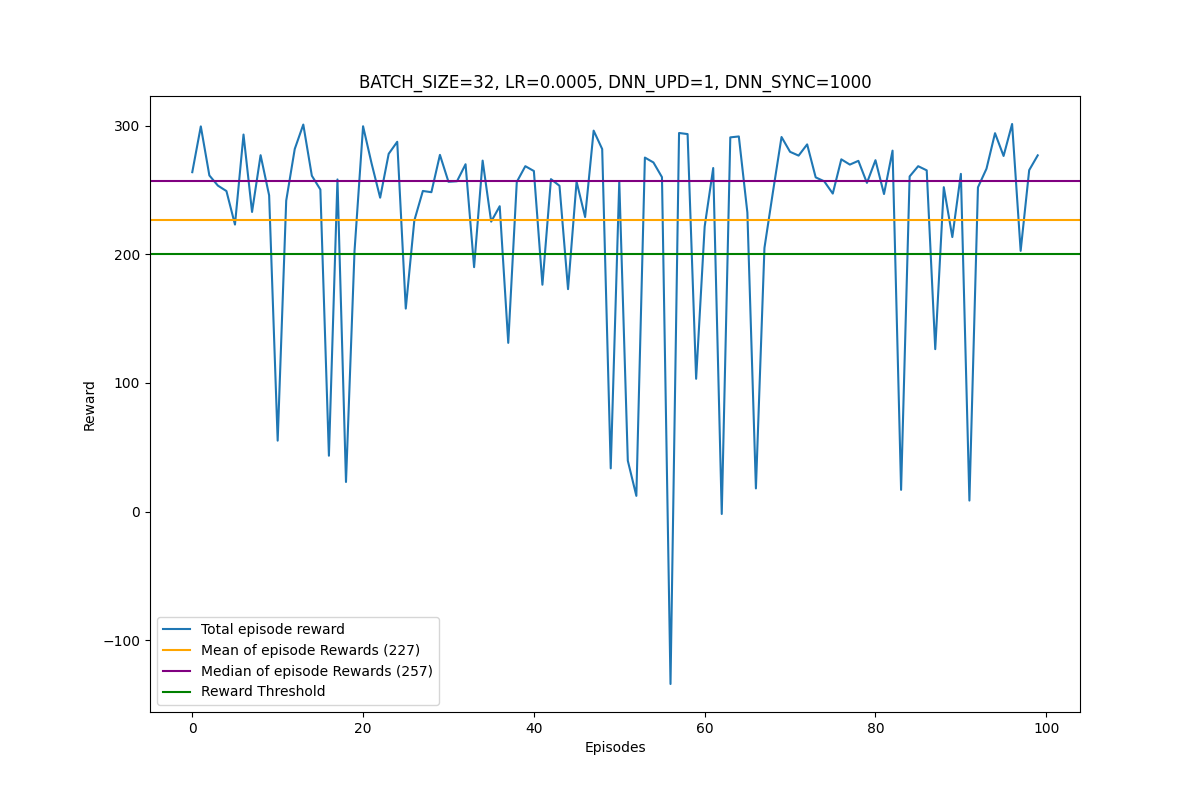 BATCH_SIZE=32, LR=0.0005, DNN_UPD=1, DNN_SYNC=1000
300
200
100
0
−100
Reward
Total episode reward
Mean of episode Rewards (227)
Median of episode Rewards (257)
Reward Threshold
0 20 40 60 80 100
Episodes